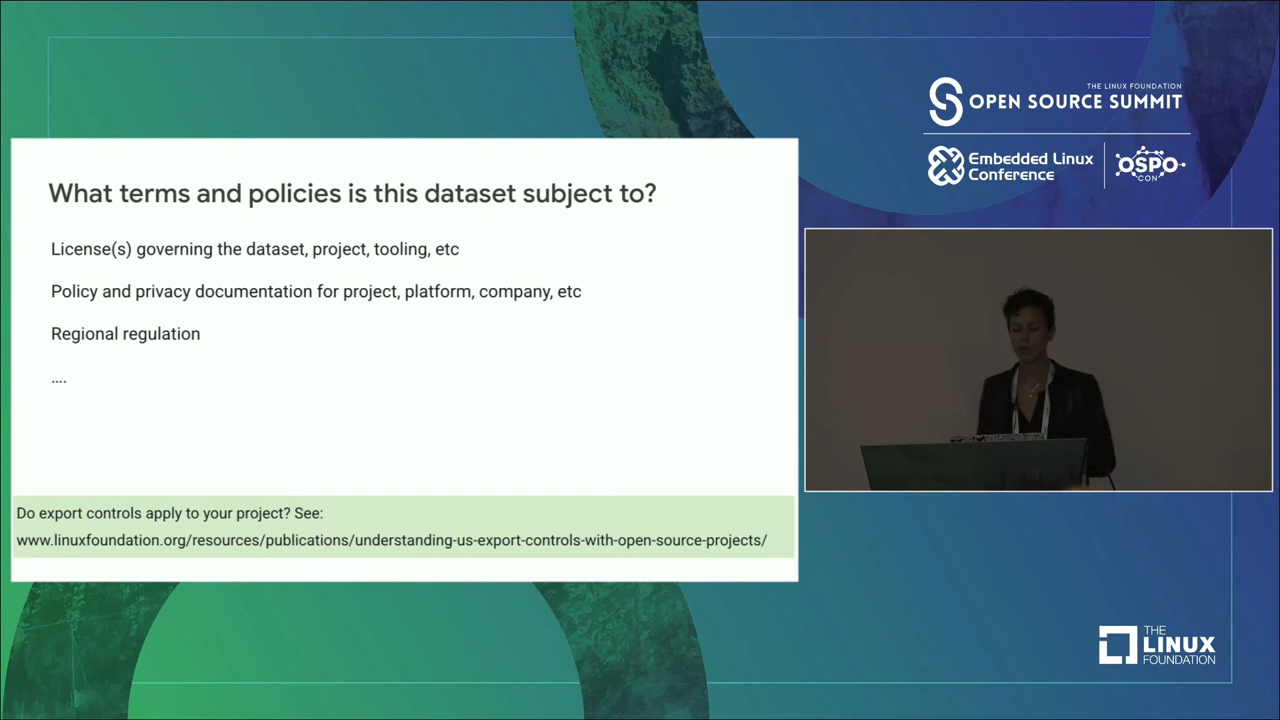 THE LINUX FOUNDATION
OPEN SOURCE SUMMIT
Embedded Linux
Conference
OSPO
CON
What terms and policies is this dataset subject to?
License(s) governing the dataset, project, tooling, etc
Policy and privacy documentation for project, platform, company, etc
Regional regulation
....
Do export controls apply to your project? See:
www.linuxfoundation.org/resources/publications/understanding-us-export-controls-with-open-source-projects/
THE
LINUX
FOUNDATION